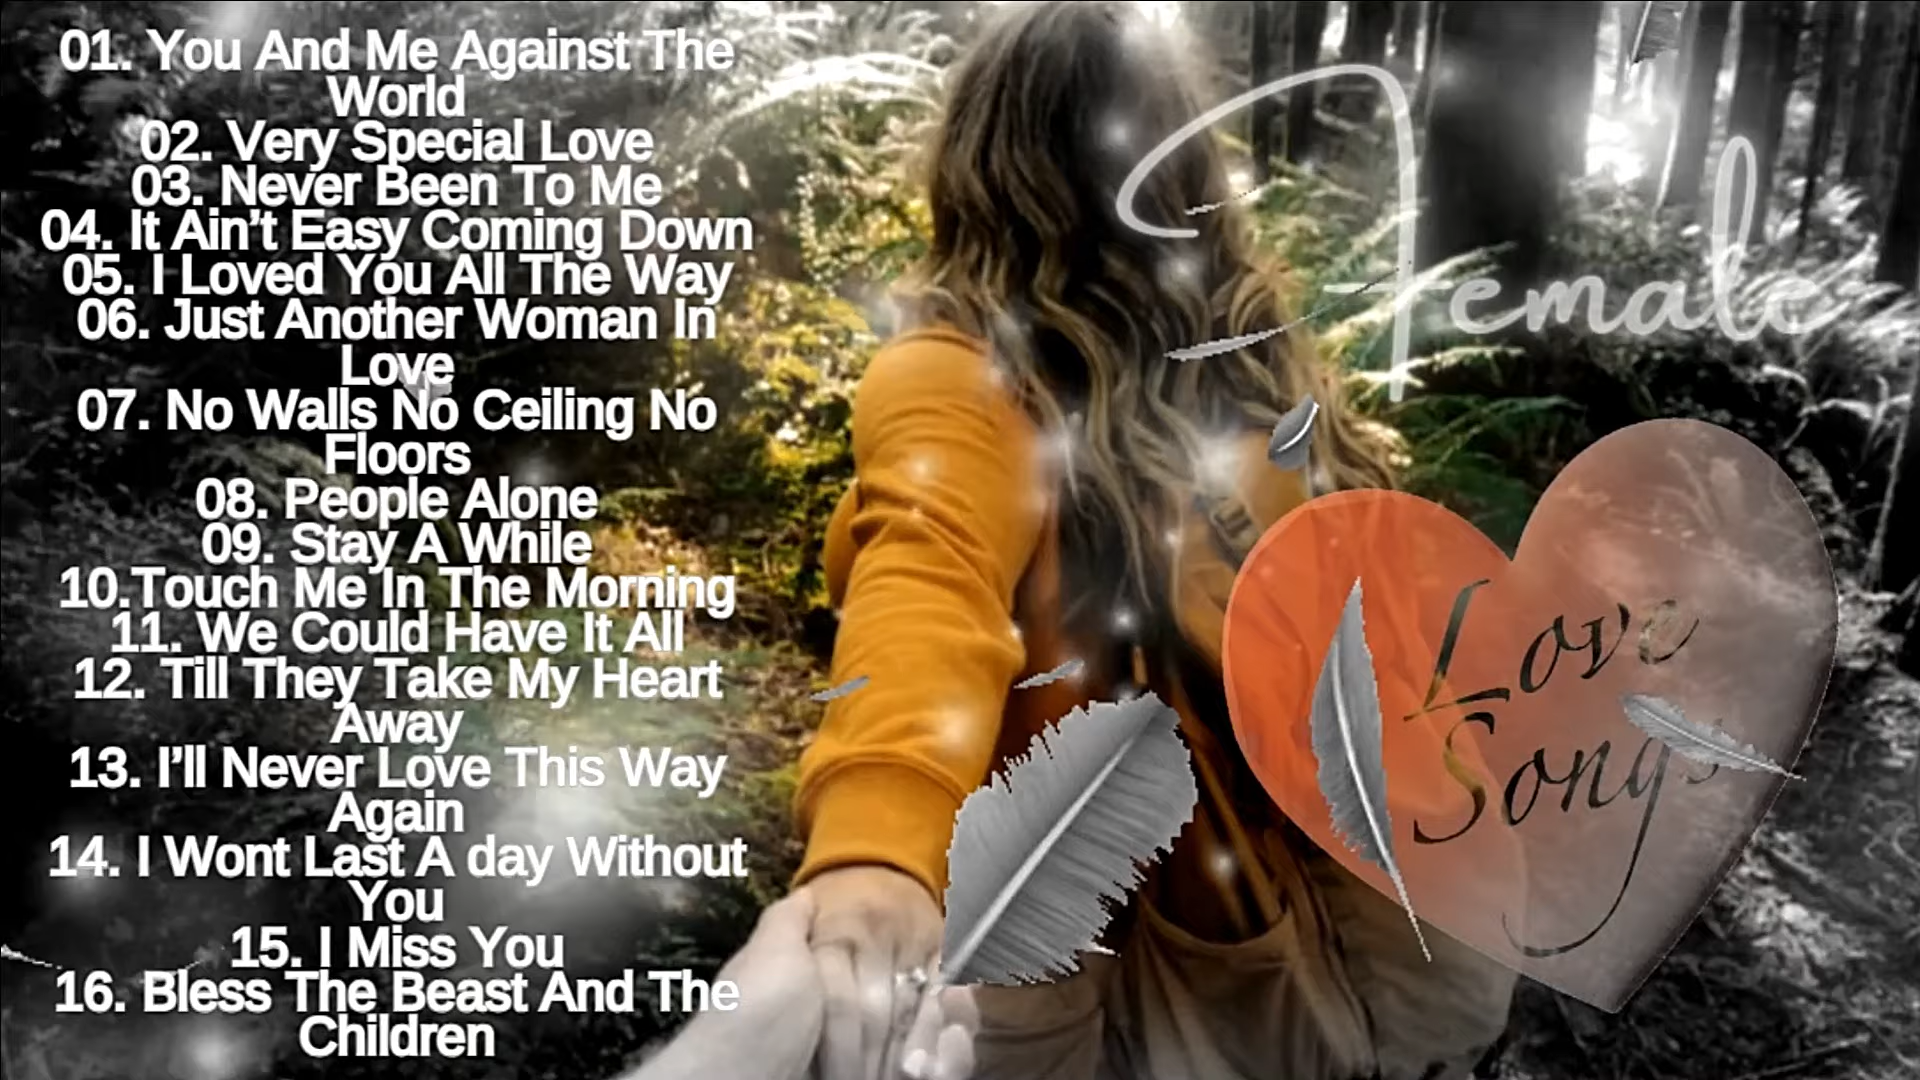 01. You And Me Against The
World
02. Very Special Love
03. Never Been To Me
04. It Ain’t Easy Coming Down
05. I Loved You All The Way
06. Just Another Woman In
Love
07. No Walls No Ceiling No
Floors
08. People Alone
09. Stay A While
10.Touch Me In The Morning
11. We Could Have It All
12. Till They Take My Heart
Away
13. I’ll Never Love This Way
Again
14. I Wont Last A day Without
You
15. I Miss You
16. Bless The Beast And The
Children
Female
Love
Songs